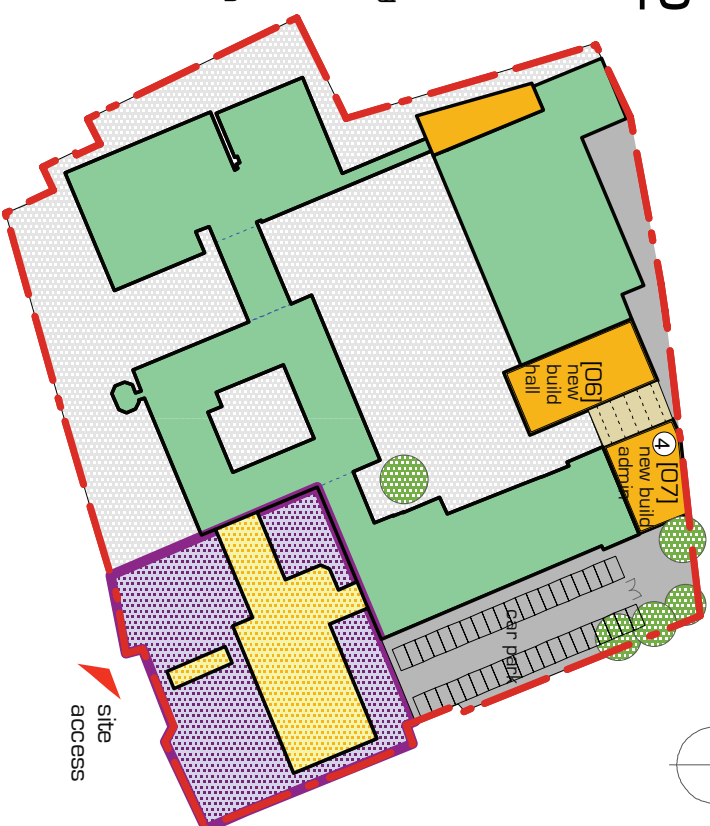 [06]
new
build
hall
4
[07]
new build
admin
car park
site
access